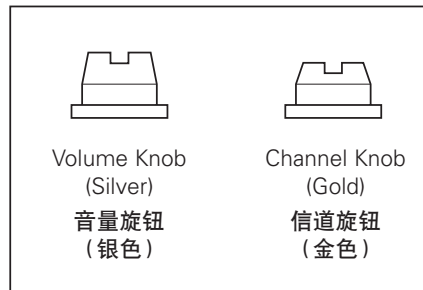 Volume Knob
(Silver)
音量旋钮
（银色）
Channel Knob
(Gold)
信道旋钮
（金色）